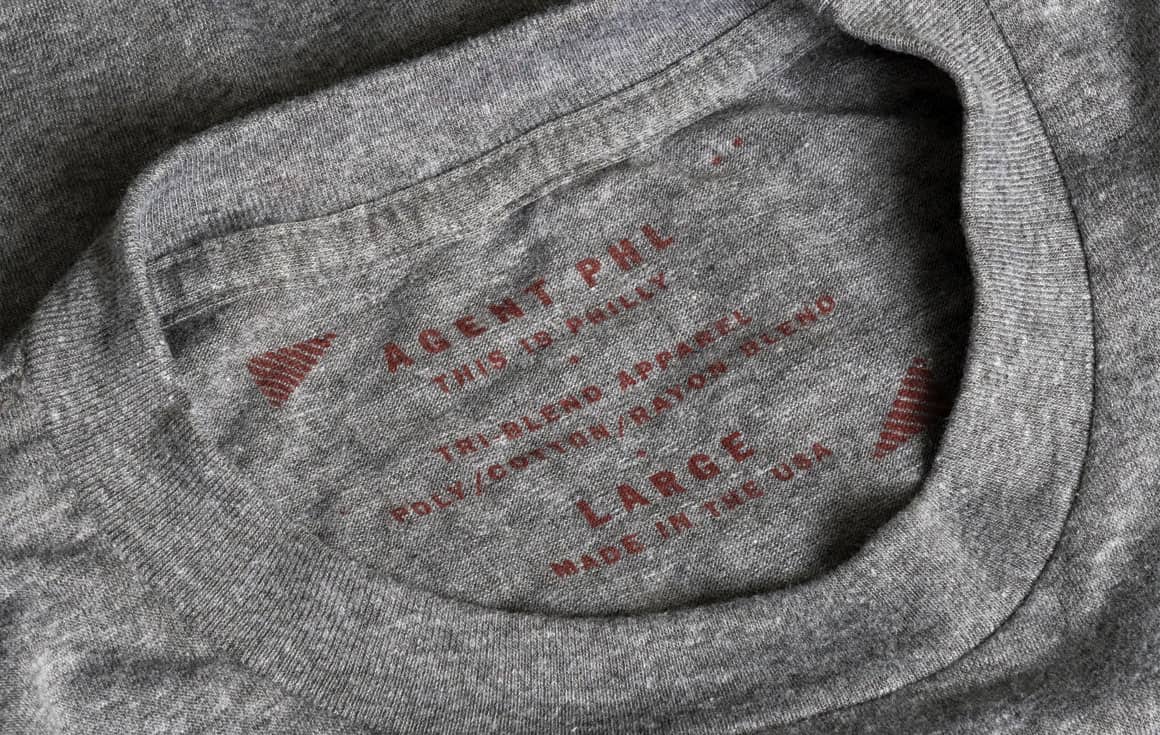 AGENT PHL
THIS IS PHILLY
TRI-BLEND APPAREL
POLY/COTTON/RAYON BLEND
LARGE
MADE IN THE USA